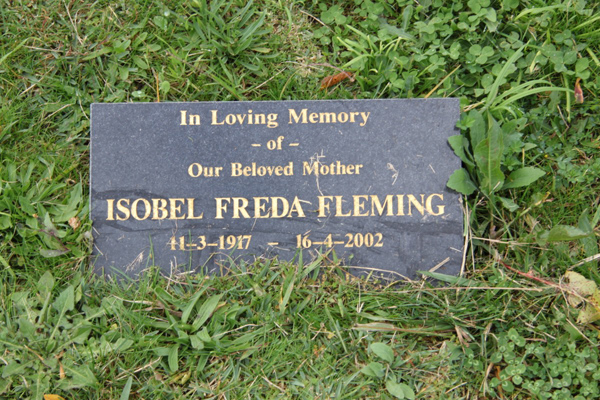 In Loving Memory
- of -
Our Beloved Mother
ISOBEL FREDA FLEMING
11-3-1917 - 16-4-2002